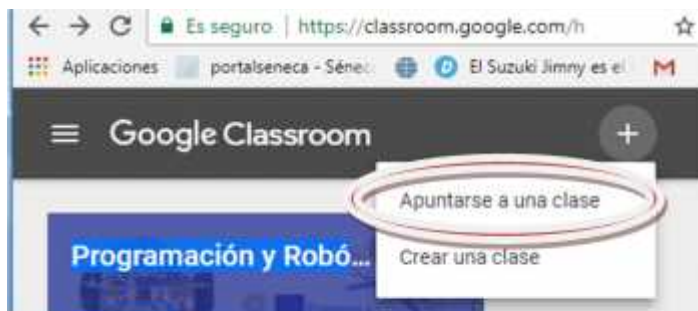 Es seguro | https://classroom.google.com/h
Aplicaciones portalseneca - Séne El Suzuki Jimny es el
Google Classroom
Apuntarse a una clase
Programación y Robó...
Crear una clase